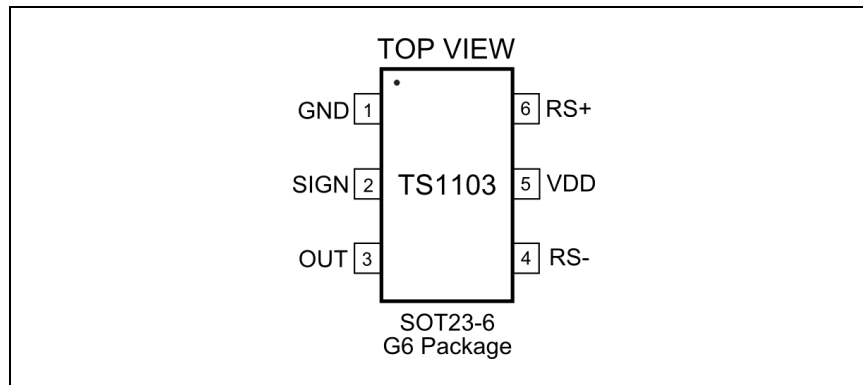 TOP VIEW
GND 1 6 RS+
SIGN 2 TS1103 5 VDD
OUT 3 4 RS-
SOT23-6
G6 Package